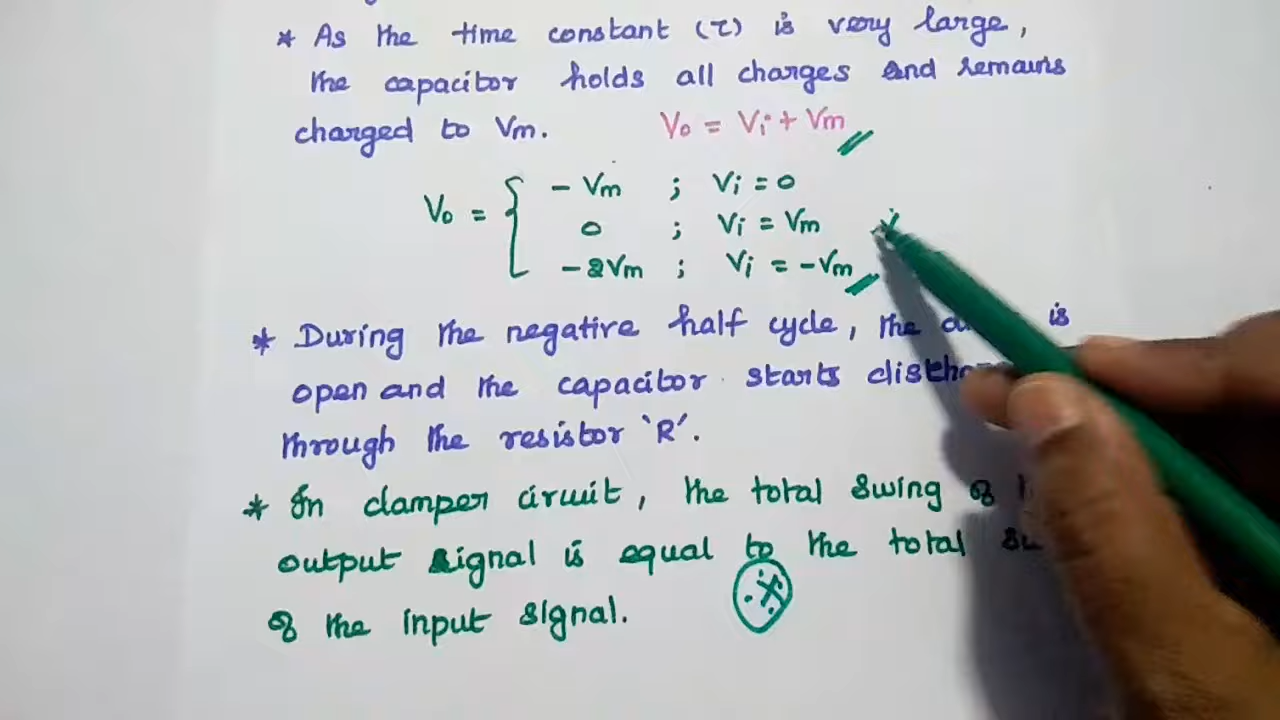 * As the time constant (τ) is very large,
the capacitor holds all charges and remains
charged to Vm. V₀ = Vi + Vm
V₀ = { - Vm ; Vi = 0
0 ; Vi = Vm
- 2Vm ; Vi = -Vm
* During the negative half cycle, the is
open and the capacitor starts
through the resistor 'R'.
* In clamper circuit, the total swing of
output signal is equal to the total
of the input signal.